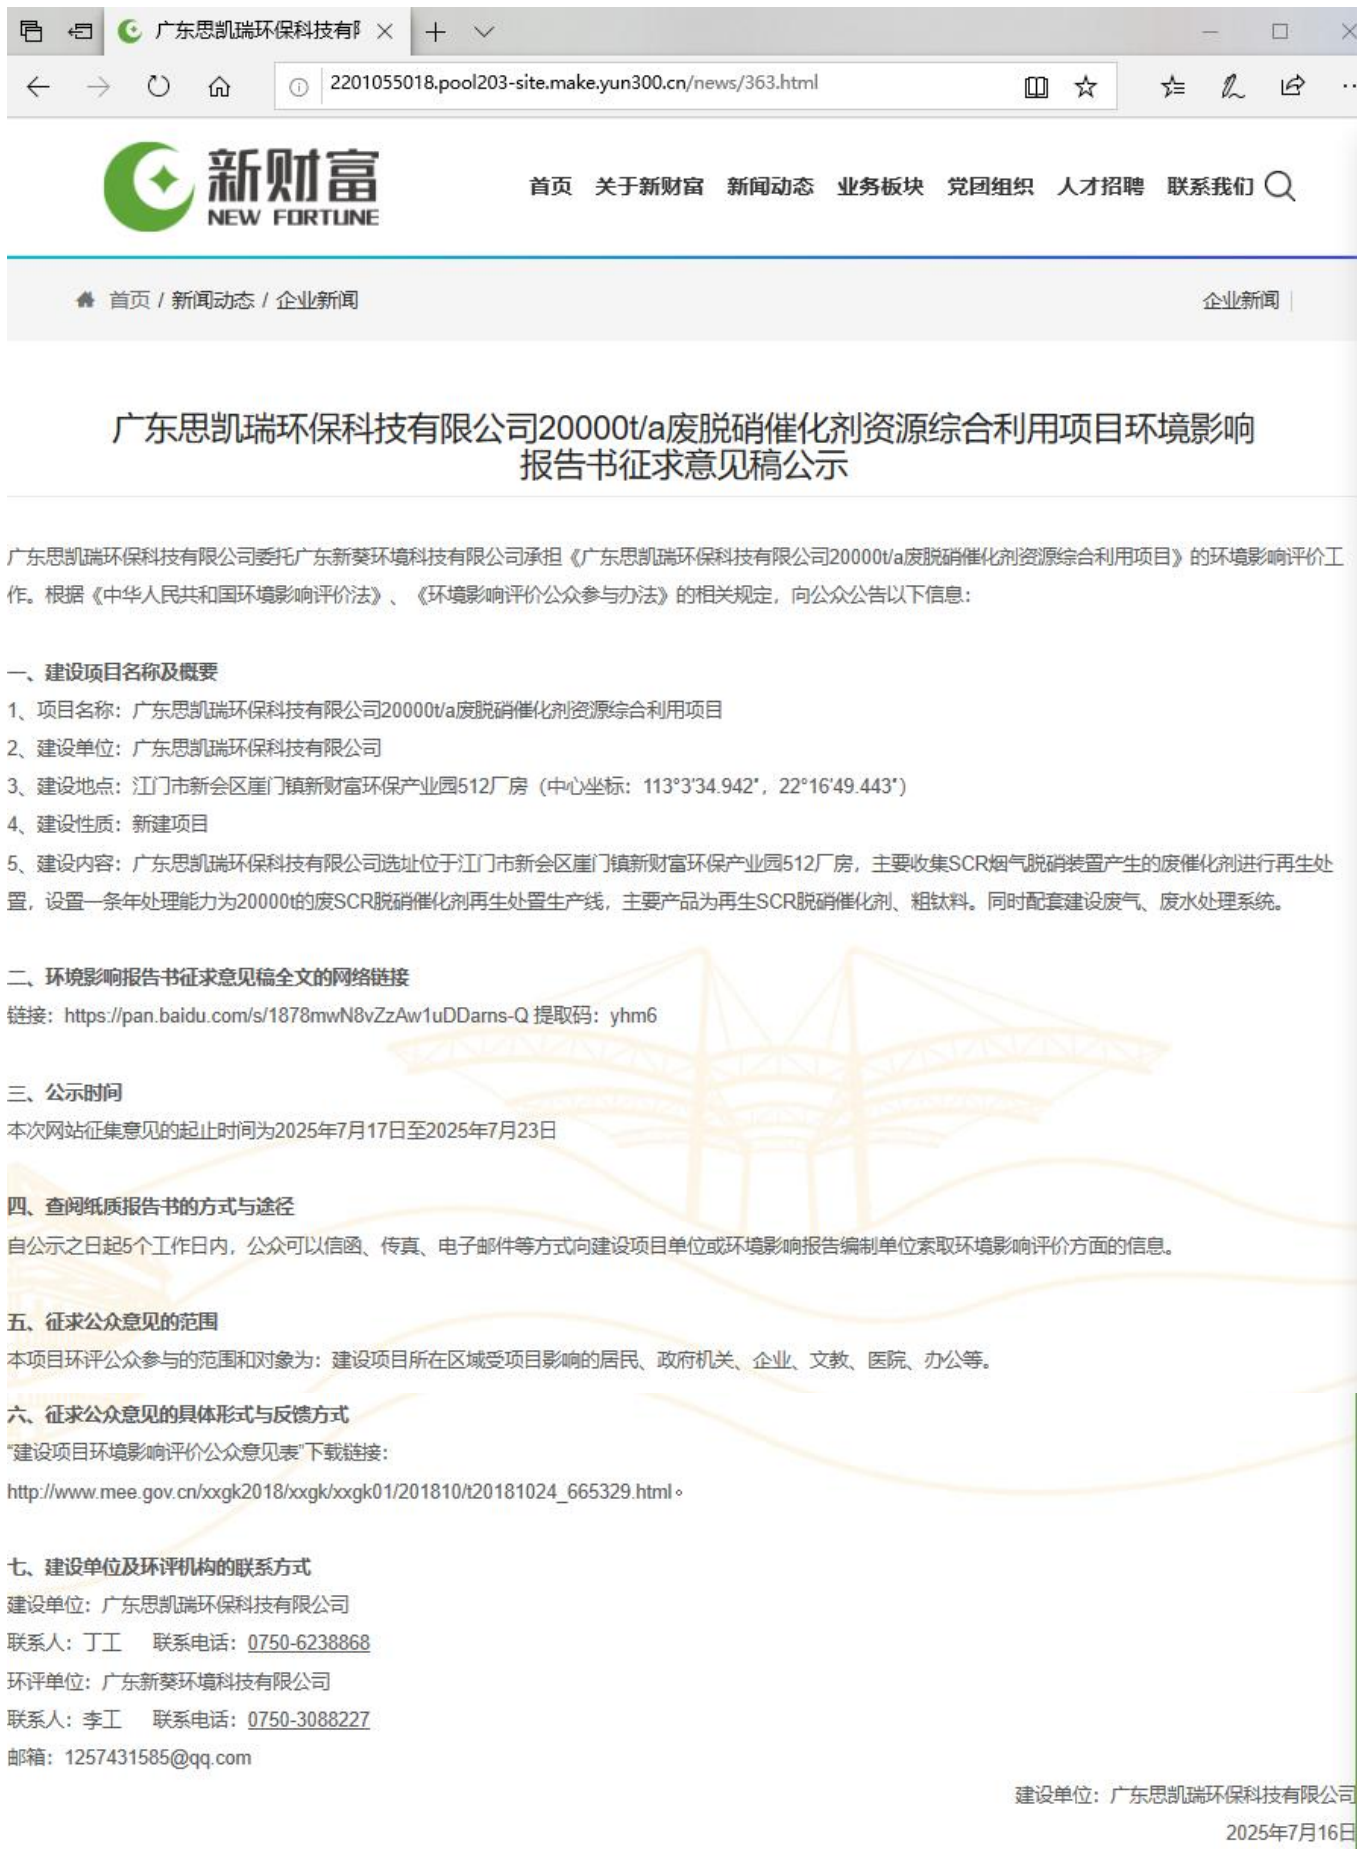 广东思凯瑞环保科技有
2201055018.pool203-site.make.yun300.cn/news/363.html
新财富
NEW FORTUNE
首页 关于新财富 新闻动态 业务板块 党团组织 人才招聘 联系我们
首页 / 新闻动态 / 企业新闻
企业新闻
广东思凯瑞环保科技有限公司20000t/a废脱硝催化剂资源综合利用项目环境影响
报告书征求意见稿公示
广东思凯瑞环保科技有限公司委托广东新葵环境科技有限公司承担《广东思凯瑞环保科技有限公司20000t/a废脱硝催化剂资源综合利用项目》的环境影响评价工
作。根据《中华人民共和国环境影响评价法》、《环境影响评价公众参与办法》的相关规定，向公众公告以下信息：
一、建设项目名称及概要
1、项目名称：广东思凯瑞环保科技有限公司20000t/a废脱硝催化剂资源综合利用项目
2、建设单位：广东思凯瑞环保科技有限公司
3、建设地点：江门市新会区崖门镇新财富环保产业园512厂房（中心坐标：113°3'34.942"，22°16'49.443"）
4、建设性质：新建项目
5、建设内容：广东思凯瑞环保科技有限公司选址位于江门市新会区崖门镇新财富环保产业园512厂房，主要收集SCR烟气脱硝装置产生的废催化剂进行再生处
置，设置一条年处理能力为20000t的废SCR脱硝催化剂再生处置生产线，主要产品为再生SCR脱硝催化剂、粗钛料。同时配套建设废气、废水处理系统。
二、环境影响报告书征求意见稿全文的网络链接
链接：https://pan.baidu.com/s/1878mwN8vZzAw1uDDarns-Q 提取码：yhm6
三、公示时间
本次网站征集意见的起止时间为2025年7月17日至2025年7月23日
四、查阅纸质报告书的方式与途径
自公示之日起5个工作日内，公众可以信函、传真、电子邮件等方式向建设项目单位或环境影响报告编制单位索取环境影响评价方面的信息。
五、征求公众意见的范围
本项目环评公众参与的范围和对象为：建设项目所在区域受项目影响的居民、政府机关、企业、文教、医院、办公等。
六、征求公众意见的具体形式与反馈方式
“建设项目环境影响评价公众意见表”下载链接：
http://www.mee.gov.cn/xxgk2018/xxgk/xxgk01/201810/t20181024_665329.html。
七、建设单位及环评机构的联系方式
建设单位：广东思凯瑞环保科技有限公司
联系人：丁工 联系电话：0750-6238868
环评单位：广东新葵环境科技有限公司
联系人：李工 联系电话：0750-3088227
邮箱：1257431585@qq.com
建设单位：广东思凯瑞环保科技有限公司
2025年7月16日